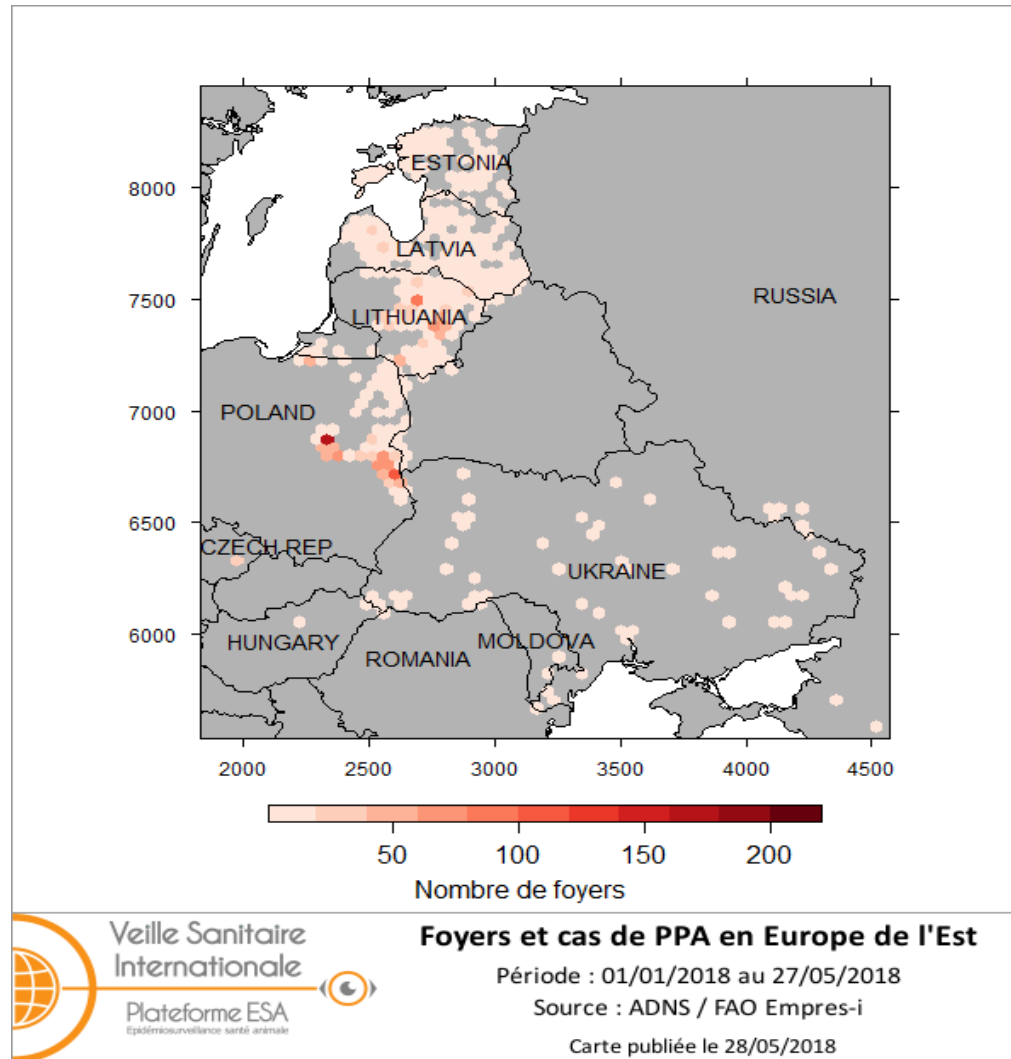 8000
7500
7000
6500
6000
ESTONIA
LATVIA
LITHUANIA
RUSSIA
POLAND
CZECH REP
UKRAINE
HUNGARY
MOLDOVA
ROMANIA
2000 2500 3000 3500 4000 4500
50 100 150 200
Nombre de foyers
Veille Sanitaire
Internationale
Plateforme ESA
Epidémiosurveillance santé animale
Foyers et cas de PPA en Europe de l'Est
Période : 01/01/2018 au 27/05/2018
Source : ADNS / FAO Empres-i
Carte publiée le 28/05/2018